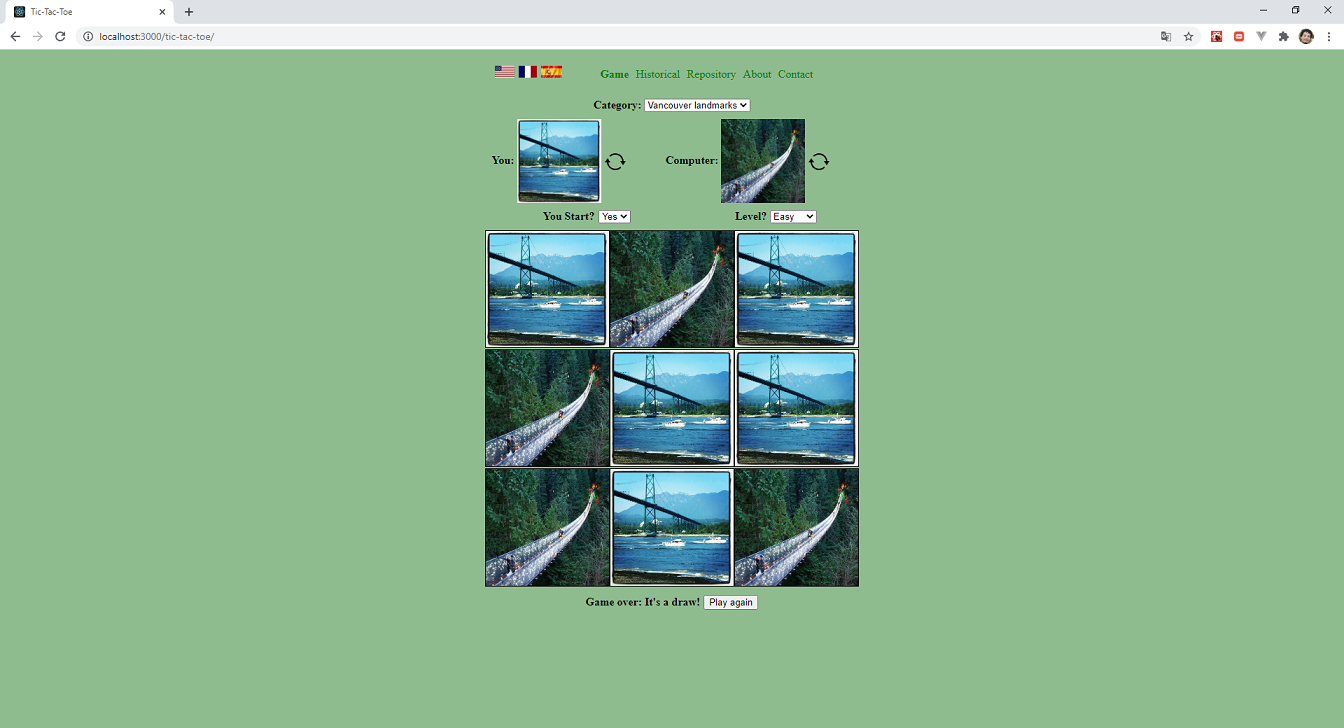 Tic-Tac-Toe
localhost:3000/tic-tac-toe/
Game Historical Repository About Contact
Category: Vancouver landmarks
You: Computer:
You Start? Yes Level? Easy
Game over: It's a draw! Play again